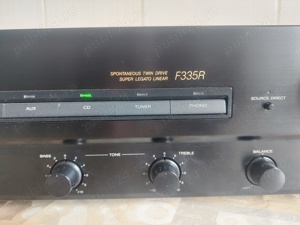 SPONTANEOUS TWIN DRIVE
SUPER LEGATO LINEAR
F335R
AUX
CD
TUNER
PHONO
SOURCE DIRECT
BASS
TONE
TREBLE
BALANCE